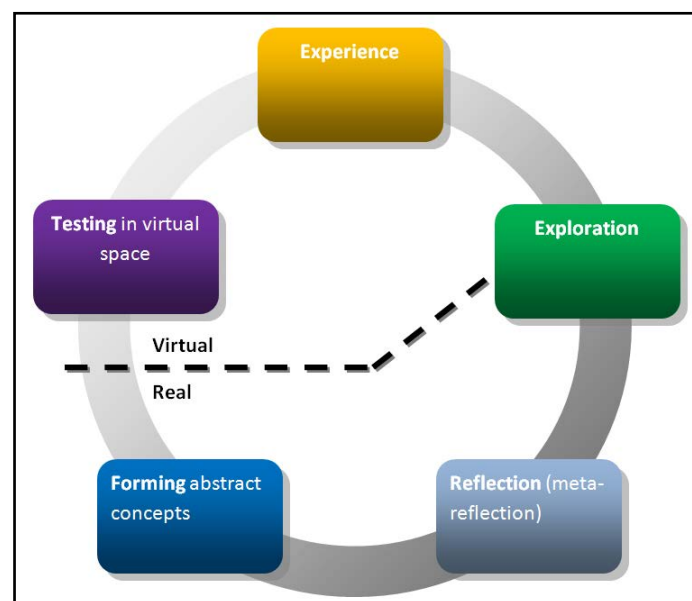 Experience
Testing in virtual
space
Exploration
Virtual
Real
Forming abstract
concepts
Reflection (meta-
reflection)